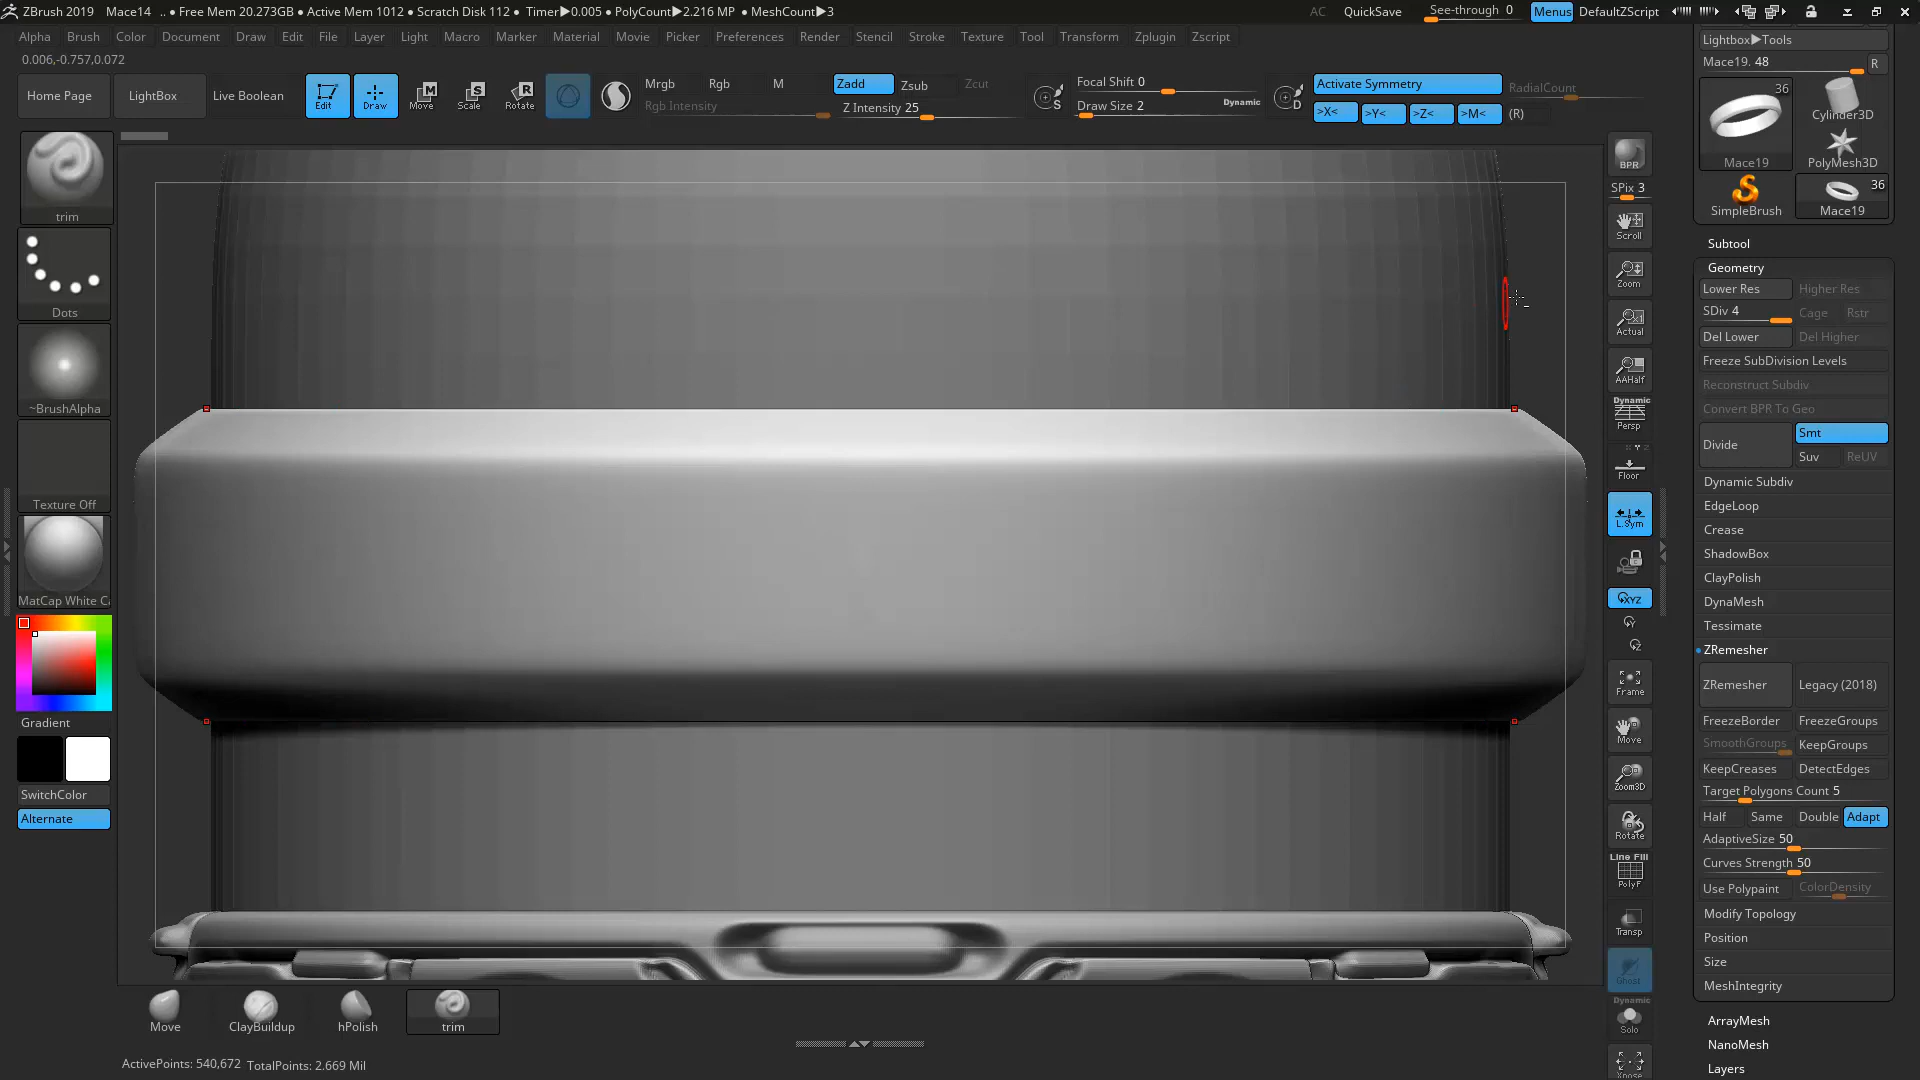 ZBrush 2019 Mace14 .. • Free Mem 20.273GB • Active Mem 1012 • Scratch Disk 112 • Timer▶0.005 • PolyCount▶2.216 MP • MeshCount▶3 AC QuickSave See-through 0 Menus DefaultZScript
Alpha Brush Color Document Draw Edit File Layer Light Macro Marker Material Movie Picker Preferences Render Stencil Stroke Texture Tool Transform Zplugin Zscript
0.006,-0.757,0.072
Home Page LightBox Live Boolean Edit Draw Move Scale Rotate
Mrgb Rgb M Zadd Zsub Zcut
Rgb Intensity Z Intensity 25
Focal Shift 0
Draw Size 2 Dynamic
S
D
Activate Symmetry RadialCount
>X< >Y< >Z< >M< (R)
trim
Dots
~BrushAlpha
Texture Off
MatCap White C
Gradient
SwitchColor
Alternate
BPR
SPix 3
Scroll
Zoom
Actual
AAHalf
Dynamic
Persp
Floor
L.Sym
XYZ
Y
Z
Frame
Move
Zoom3D
Rotate
Line Fill
PolyF
Transp
Ghost
Dynamic
Solo
Xpose
Lightbox▶Tools
Mace19. 48 R
36
Mace19
Cylinder3D
PolyMesh3D
SimpleBrush
36
Mace19
Subtool
Geometry
Lower Res Higher Res
SDiv 4 Cage Rstr
Del Lower Del Higher
Freeze SubDivision Levels
Reconstruct Subdiv
Convert BPR To Geo
Divide Smt
Suv ReUV
Dynamic Subdiv
EdgeLoop
Crease
ShadowBox
ClayPolish
DynaMesh
Tessimate
ZRemesher
ZRemesher Legacy (2018)
FreezeBorder FreezeGroups
SmoothGroups KeepGroups
KeepCreases DetectEdges
Target Polygons Count 5
Half Same Double Adapt
AdaptiveSize 50
Curves Strength 50
Use Polypaint ColorDensity
Modify Topology
Position
Size
MeshIntegrity
ArrayMesh
NanoMesh
Layers
Move ClayBuildup hPolish trim
ActivePoints: 540,672 TotalPoints: 2.669 Mil